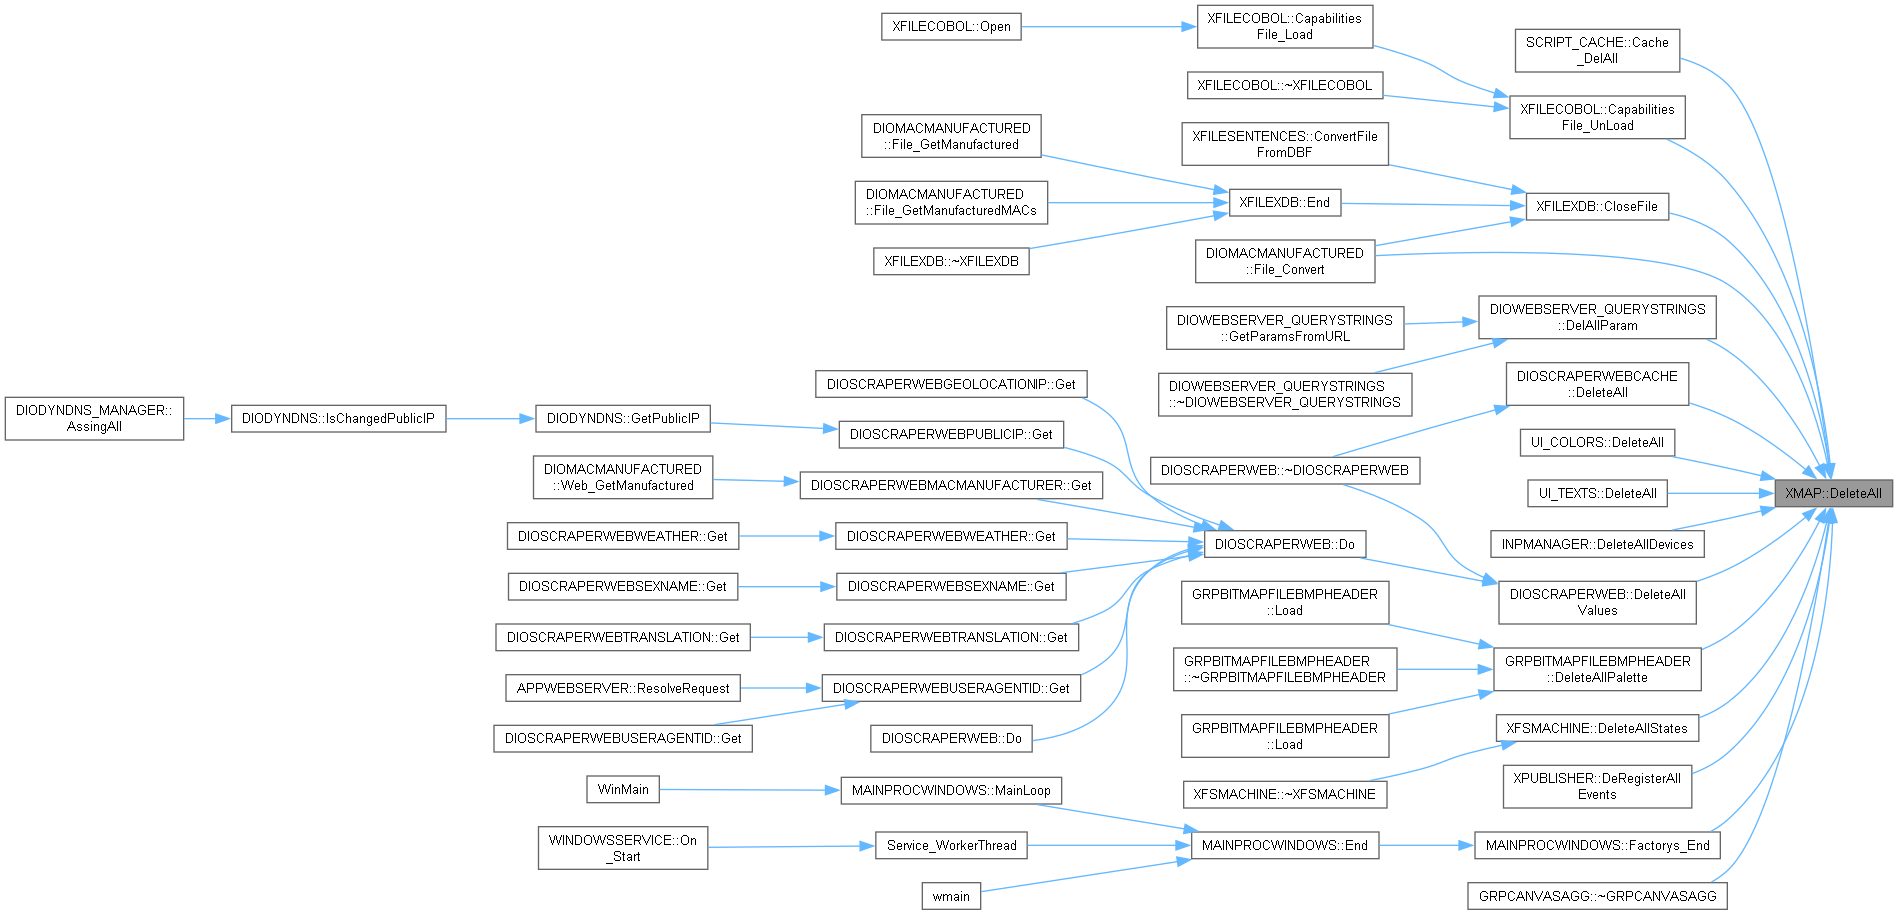 XFILECOBOL::Open
XFILECOBOL::Capabilities
File_Load
SCRIPT_CACHE::Cache
_DelAll
XFILECOBOL::~XFILECOBOL
XFILECOBOL::Capabilities
File_UnLoad
DIOMACMANUFACTURED
::File_GetManufactured
XFILESENTENCES::ConvertFile
FromDBF
DIOMACMANUFACTURED
::File_GetManufacturedMACs
XFILEXDB::End
XFILEXDB::CloseFile
XFILEXDB::~XFILEXDB
DIOMACMANUFACTURED
::File_Convert
DIOWEBSERVER_QUERYSTRINGS
::GetParamsFromURL
DIOWEBSERVER_QUERYSTRINGS
::DelAllParam
DIOWEBSERVER_QUERYSTRINGS
::~DIOWEBSERVER_QUERYSTRINGS
DIOSCRAPERWEBCACHE
::DeleteAll
DIOSCRAPERWEBGEOLOCATIONIP::Get
DIODYNDNS_MANAGER::
AssingAll
DIODYNDNS::IsChangedPublicIP
DIODYNDNS::GetPublicIP
DIOSCRAPERWEBPUBLICIP::Get
UI_COLORS::DeleteAll
DIOSCRAPERWEB::~DIOSCRAPERWEB
DIOMACMANUFACTURED
::Web_GetManufactured
DIOSCRAPERWEBMACMANUFACTURER::Get
UI_TEXTS::DeleteAll
XMAP::DeleteAll
DIOSCRAPERWEBWEATHER::Get
DIOSCRAPERWEBWEATHER::Get
DIOSCRAPERWEB::Do
INPMANAGER::DeleteAllDevices
DIOSCRAPERWEBSEXNAME::Get
DIOSCRAPERWEBSEXNAME::Get
GRPBITMAPFILEBMPHEADER
::Load
DIOSCRAPERWEB::DeleteAll
Values
DIOSCRAPERWEBTRANSLATION::Get
DIOSCRAPERWEBTRANSLATION::Get
GRPBITMAPFILEBMPHEADER
::~GRPBITMAPFILEBMPHEADER
GRPBITMAPFILEBMPHEADER
::DeleteAllPalette
APPWEBSERVER::ResolveRequest
DIOSCRAPERWEBUSERAGENTID::Get
DIOSCRAPERWEBUSERAGENTID::Get
DIOSCRAPERWEB::Do
GRPBITMAPFILEBMPHEADER
::Load
XFSMACHINE::DeleteAllStates
XPUBLISHER::DeRegisterAll
Events
WinMain
MAINPROCWINDOWS::MainLoop
XFSMACHINE::~XFSMACHINE
WINDOWSSERVICE::On
_Start
Service_WorkerThread
MAINPROCWINDOWS::End
MAINPROCWINDOWS::Factorys_End
wmain
GRPCANVASAGG::~GRPCANVASAGG